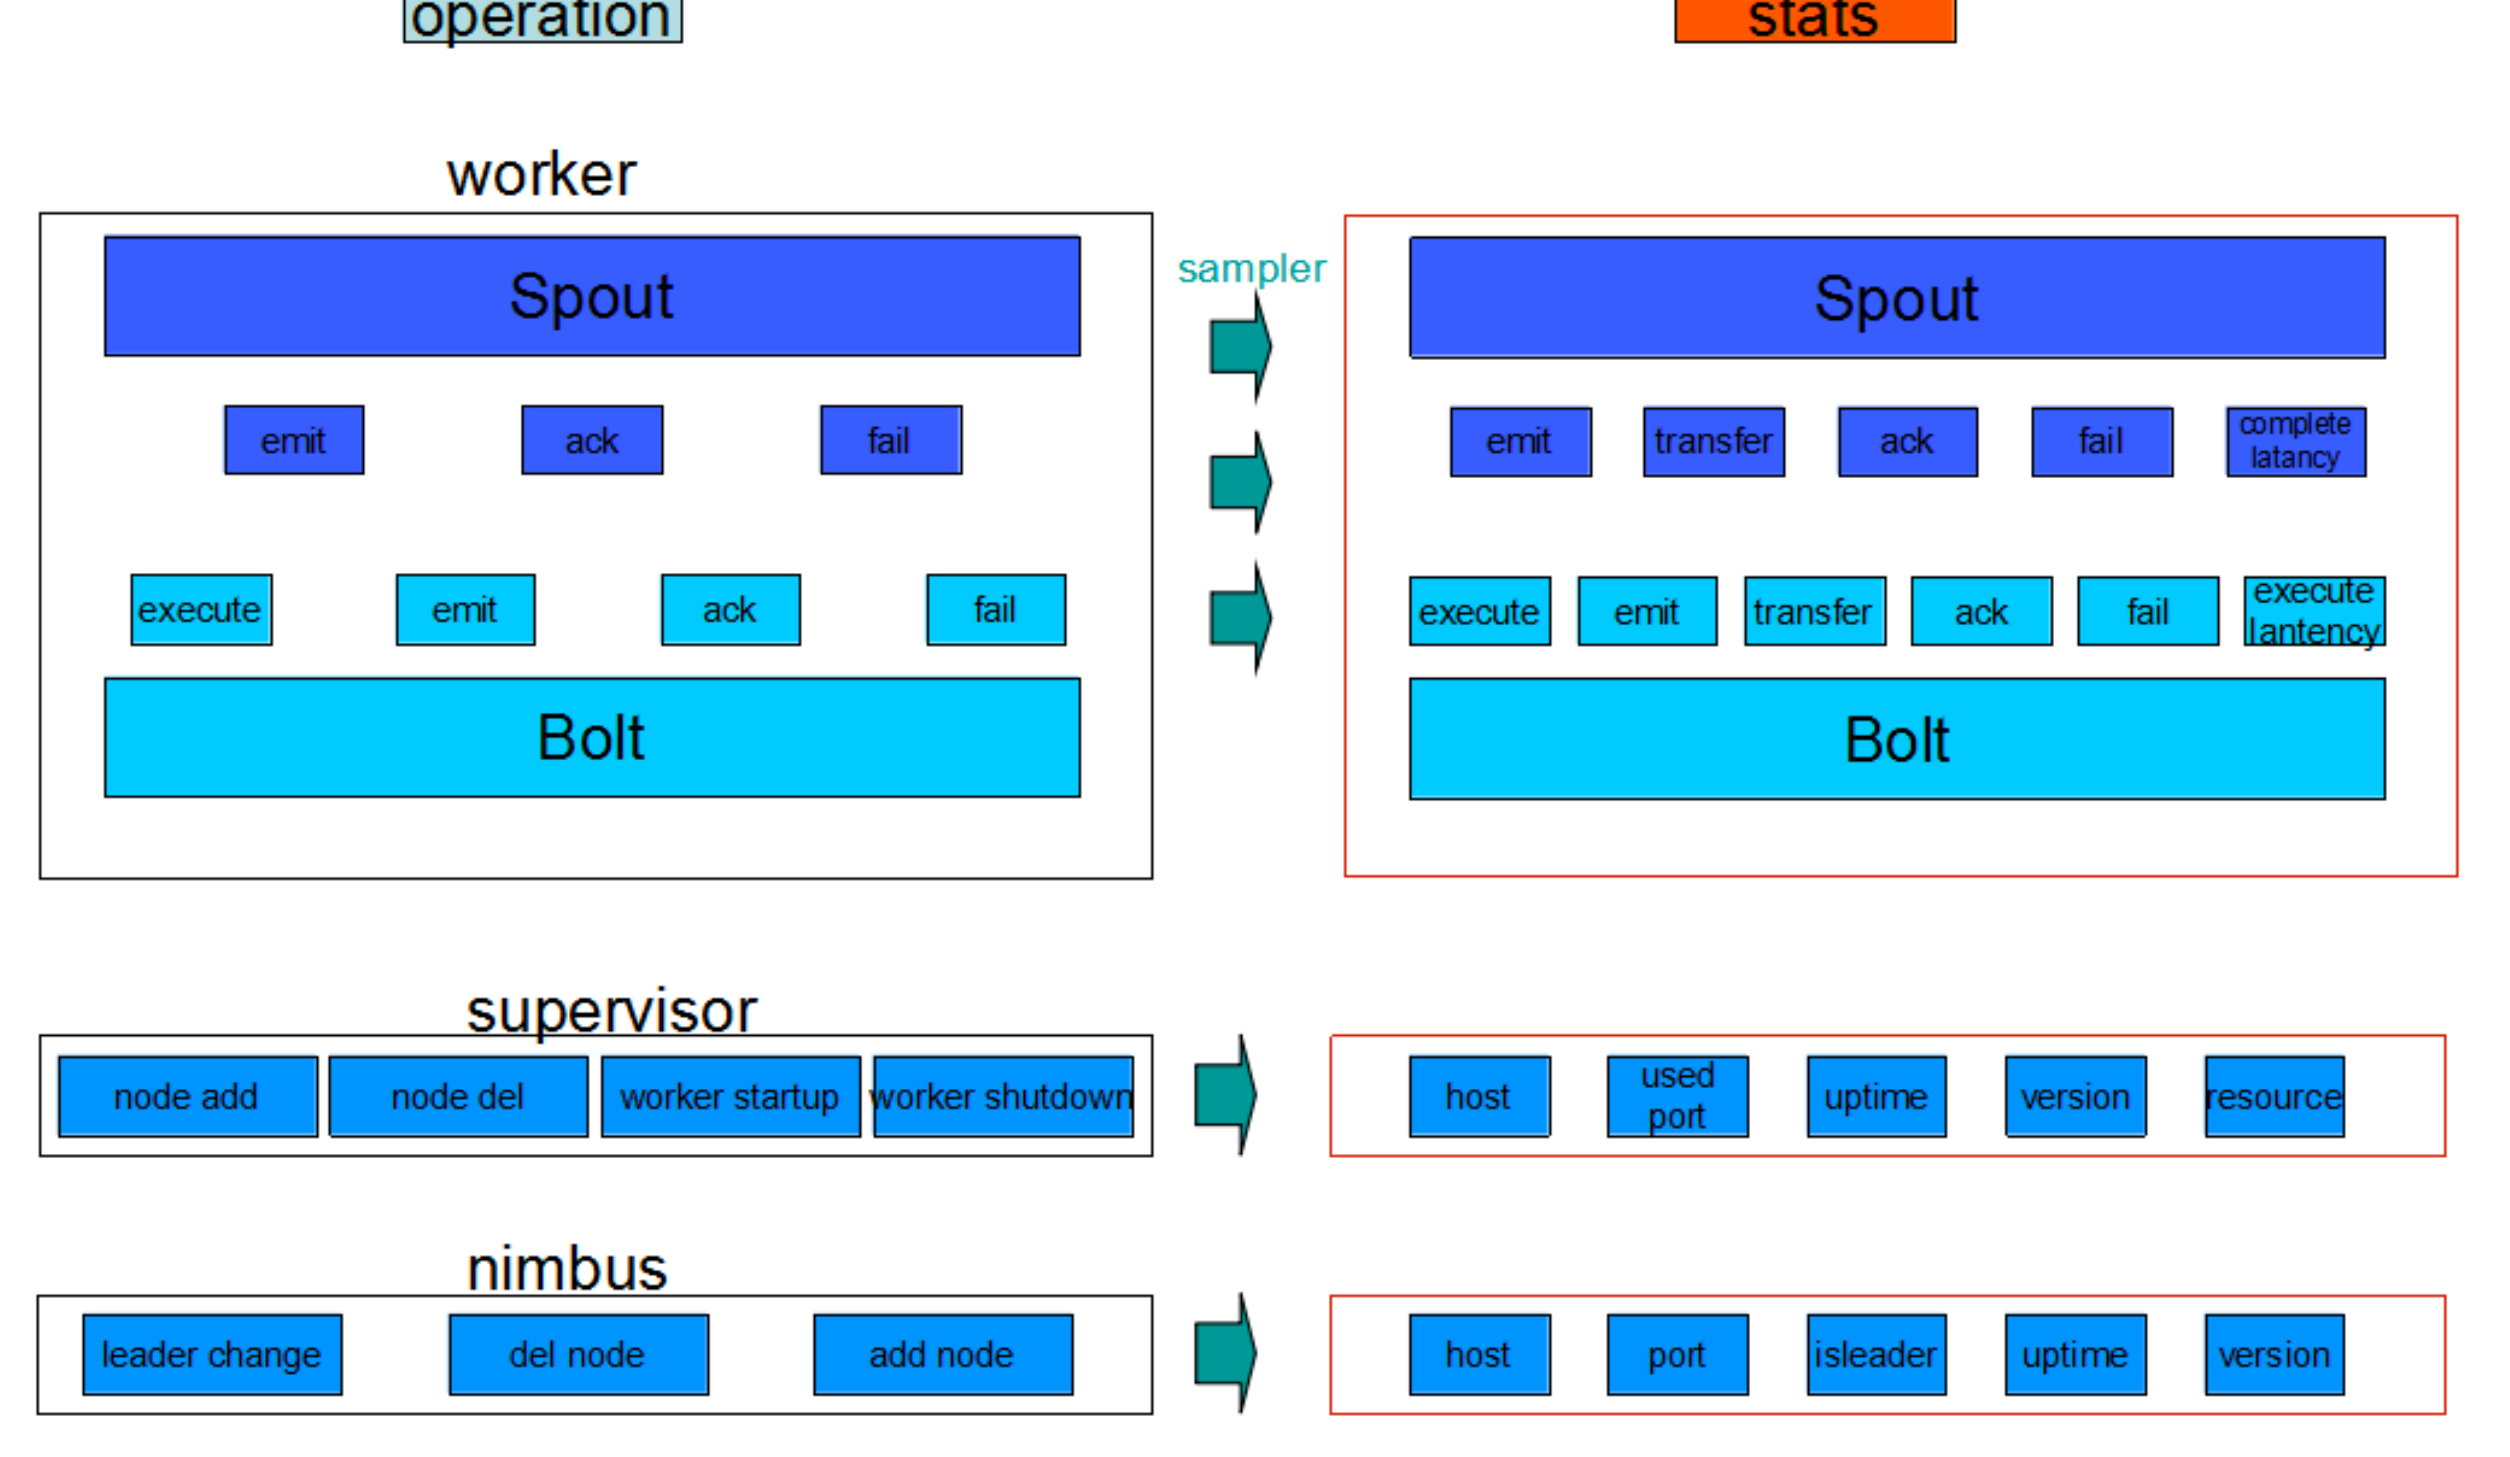 operation
stats
worker
sampler
Spout
Spout
emit
ack
fail
emit
transfer
ack
fail
complete
latancy
execute
emit
ack
fail
execute
emit
transfer
ack
fail
execute
lantency
Bolt
Bolt
supervisor
node add
node del
worker startup
worker shutdown
host
used
port
uptime
version
resource
nimbus
leader change
del node
add node
host
port
isleader
uptime
version